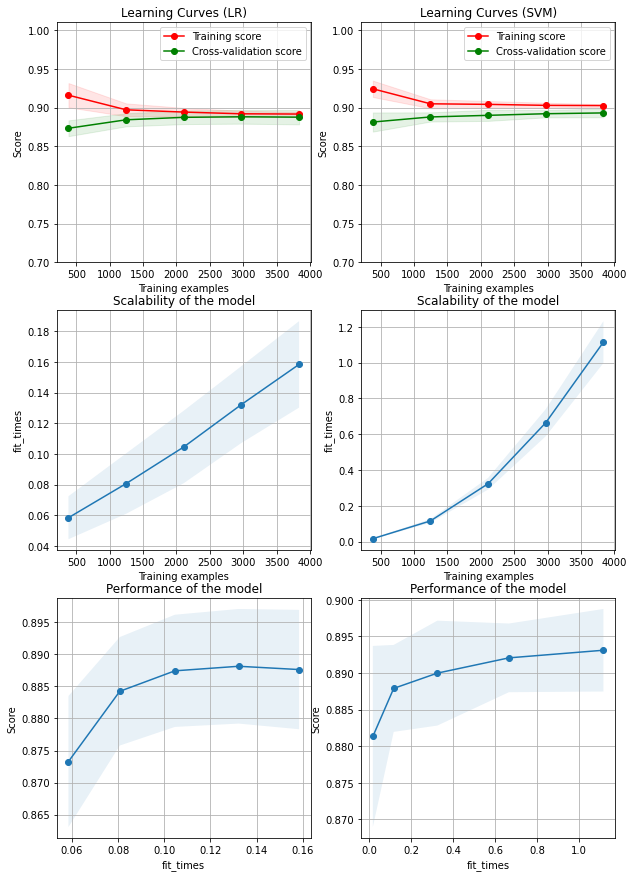 Learning Curves (LR)
Learning Curves (SVM)
1.00
0.95
0.90
0.85
0.80
0.75
0.70
Score
Training score
Cross-validation score
500 1000 1500 2000 2500 3000 3500 4000
Training examples
1.00
0.95
0.90
0.85
0.80
0.75
0.70
Score
Training score
Cross-validation score
500 1000 1500 2000 2500 3000 3500 4000
Training examples
Scalability of the model
0.18
0.16
0.14
0.12
0.10
0.08
0.06
0.04
fit_times
500 1000 1500 2000 2500 3000 3500 4000
Training examples
Scalability of the model
1.2
1.0
0.8
0.6
0.4
0.2
0.0
fit_times
500 1000 1500 2000 2500 3000 3500 4000
Training examples
Performance of the model
0.895
0.890
0.885
0.880
0.875
0.870
0.865
Score
0.06 0.08 0.10 0.12 0.14 0.16
fit_times
Performance of the model
0.900
0.895
0.890
0.885
0.880
0.875
0.870
Score
0.0 0.2 0.4 0.6 0.8 1.0
fit_times